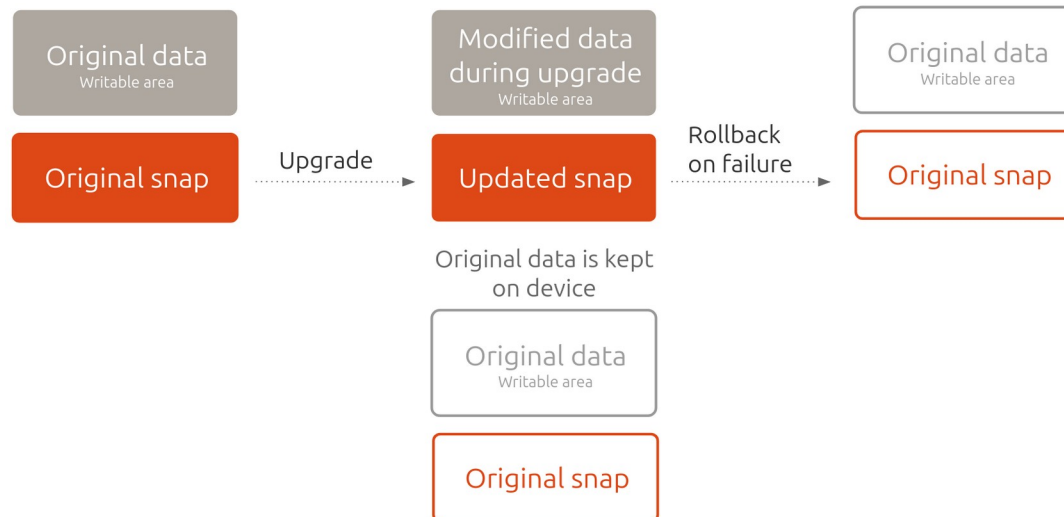 Original data
Writable area
Original snap
Upgrade
Modified data
during upgrade
Writable area
Updated snap
Original data is kept
on device
Original data
Writable area
Original snap
Rollback
on failure
Original data
Writable area
Original snap